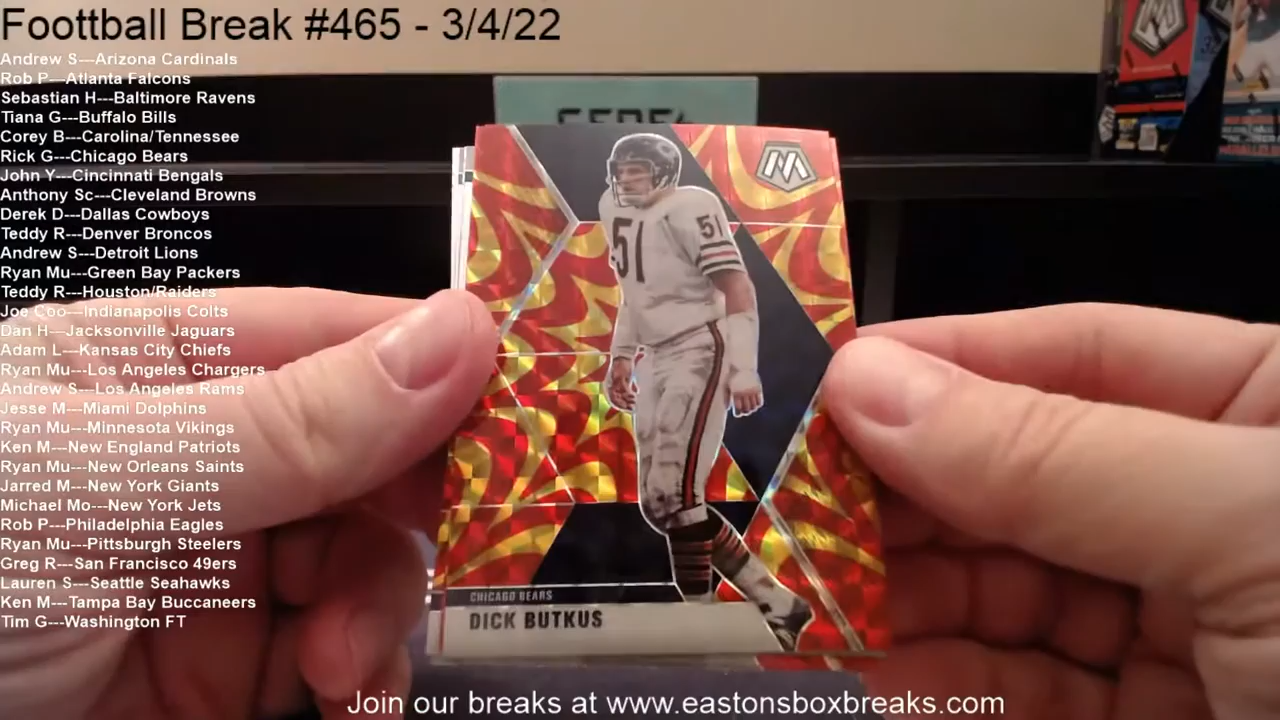 Foottball Break #465 - 3/4/22
Andrew S---Arizona Cardinals
Rob P---Atlanta Falcons
Sebastian H---Baltimore Ravens
Tiana G---Buffalo Bills
Corey B---Carolina/Tennessee
Rick G---Chicago Bears
John Y---Cincinnati Bengals
Anthony Sc---Cleveland Browns
Derek D---Dallas Cowboys
Teddy R---Denver Broncos
Andrew S---Detroit Lions
Ryan Mu---Green Bay Packers
Teddy R---Houston/Raiders
Joe Coo---Indianapolis Colts
Dan H---Jacksonville Jaguars
Adam L---Kansas City Chiefs
Ryan Mu---Los Angeles Chargers
Andrew S---Los Angeles Rams
Jesse M---Miami Dolphins
Ryan Mu---Minnesota Vikings
Ken M---New England Patriots
Ryan Mu---New Orleans Saints
Jarred M---New York Giants
Michael Mo---New York Jets
Rob P---Philadelphia Eagles
Ryan Mu---Pittsburgh Steelers
Greg R---San Francisco 49ers
Lauren S---Seattle Seahawks
Ken M---Tampa Bay Buccaneers
Tim G---Washington FT
M
51
51
CHICAGO BEARS
DICK BUTKUS
Join our breaks at www.eastonsboxbreaks.com